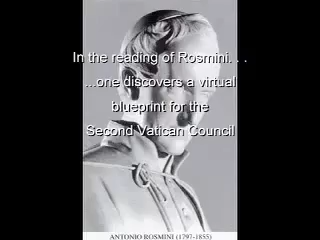 In the reading of Rosmini. . .
...one discovers a virtual
blueprint for the
Second Vatican Council
ANTONIO ROSMINI (1797-1855)